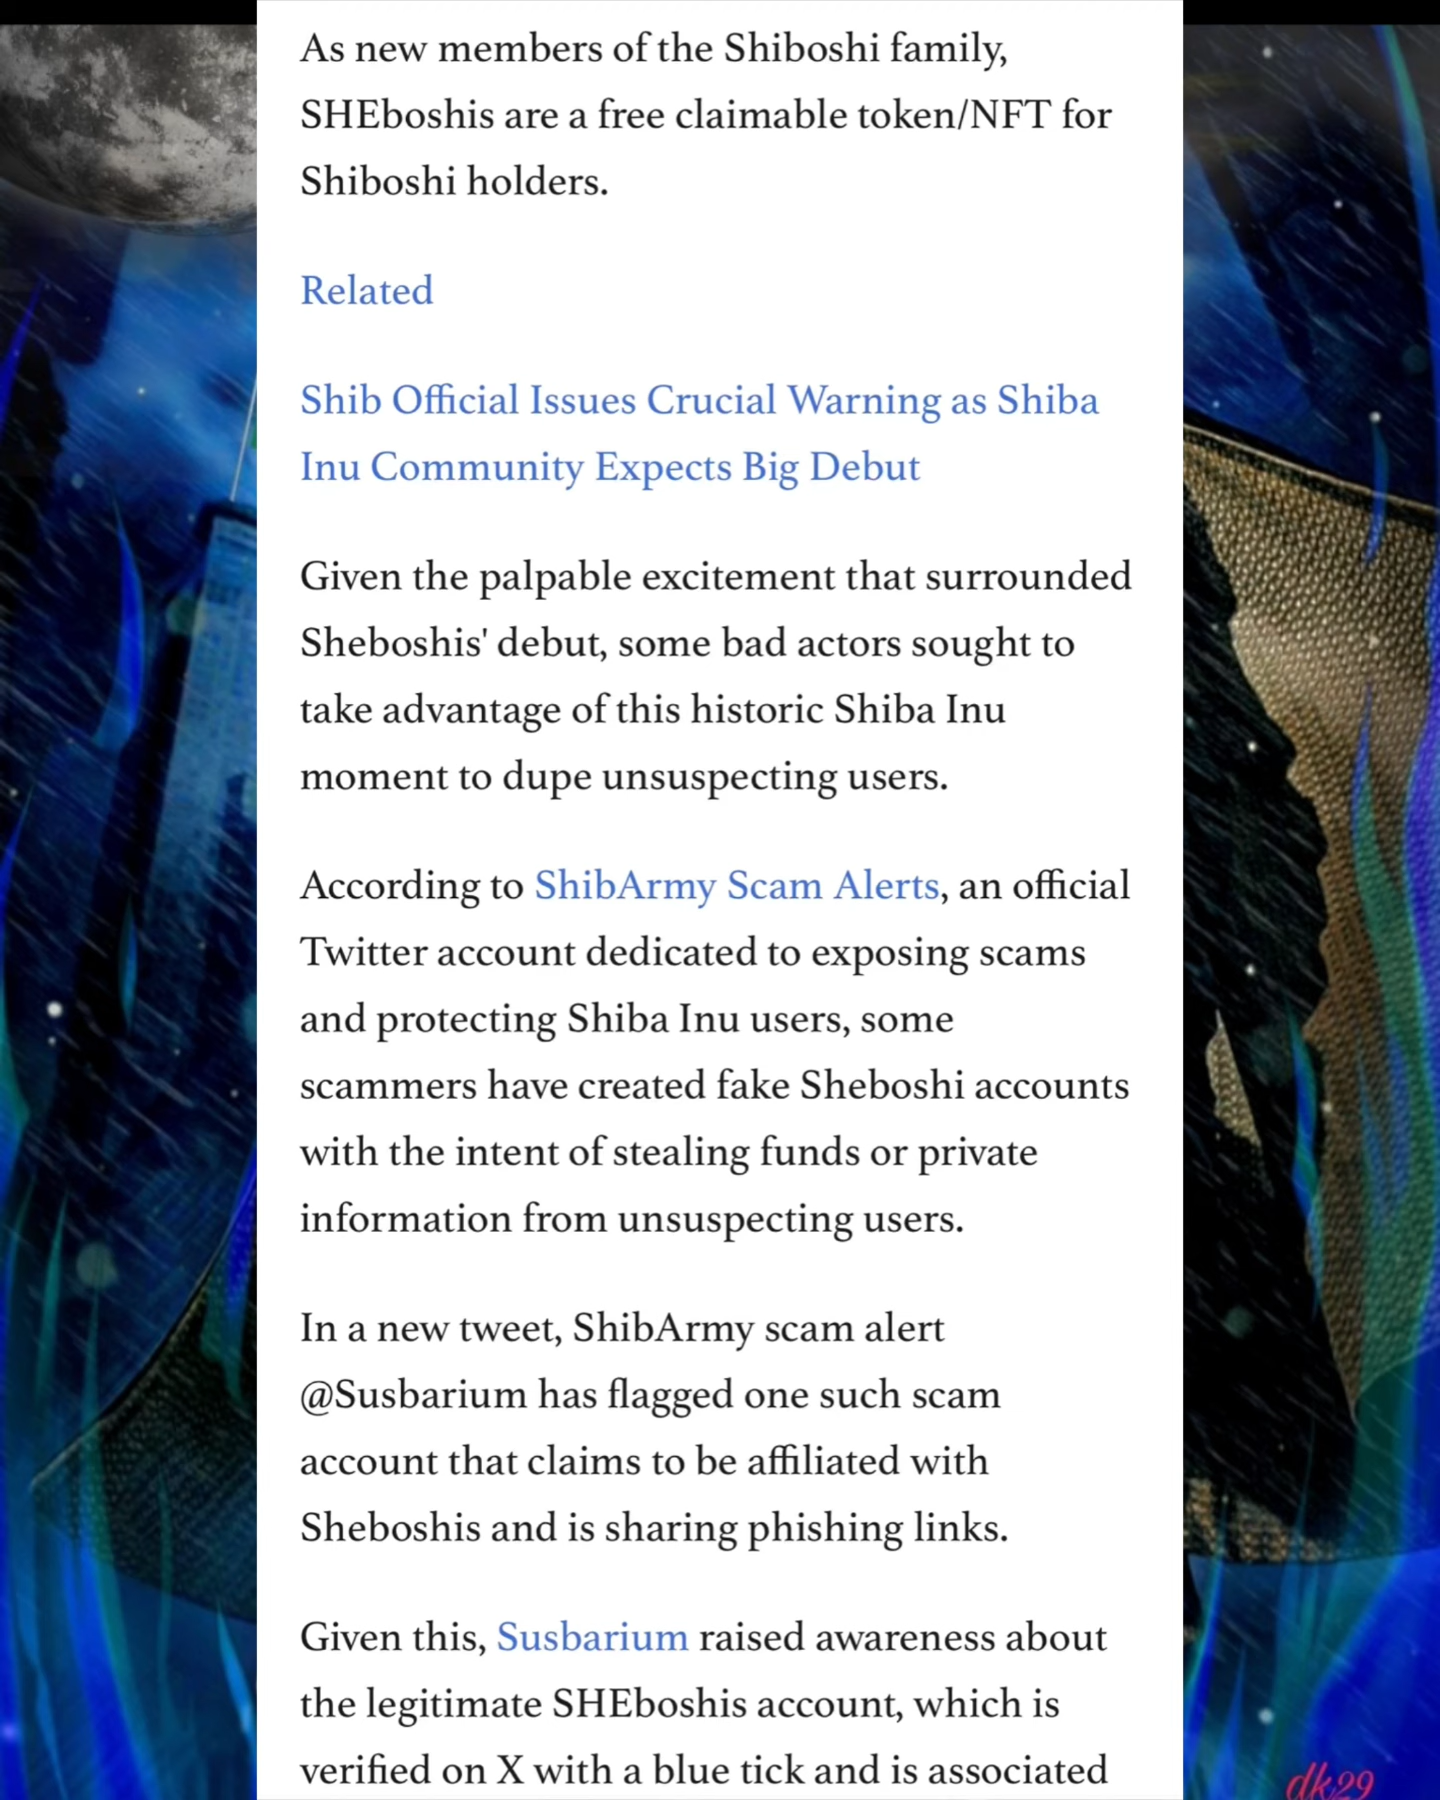 As new members of the Shiboshi family,
SHEboshis are a free claimable token/NFT for
Shiboshi holders.
Related
Shib Official Issues Crucial Warning as Shiba
Inu Community Expects Big Debut
Given the palpable excitement that surrounded
Sheboshis' debut, some bad actors sought to
take advantage of this historic Shiba Inu
moment to dupe unsuspecting users.
According to ShibArmy Scam Alerts, an official
Twitter account dedicated to exposing scams
and protecting Shiba Inu users, some
scammers have created fake Sheboshi accounts
with the intent of stealing funds or private
information from unsuspecting users.
In a new tweet, ShibArmy scam alert
@Susbarium has flagged one such scam
account that claims to be affiliated with
Sheboshis and is sharing phishing links.
Given this, Susbarium raised awareness about
the legitimate SHEboshis account, which is
verified on X with a blue tick and is associated
dk29